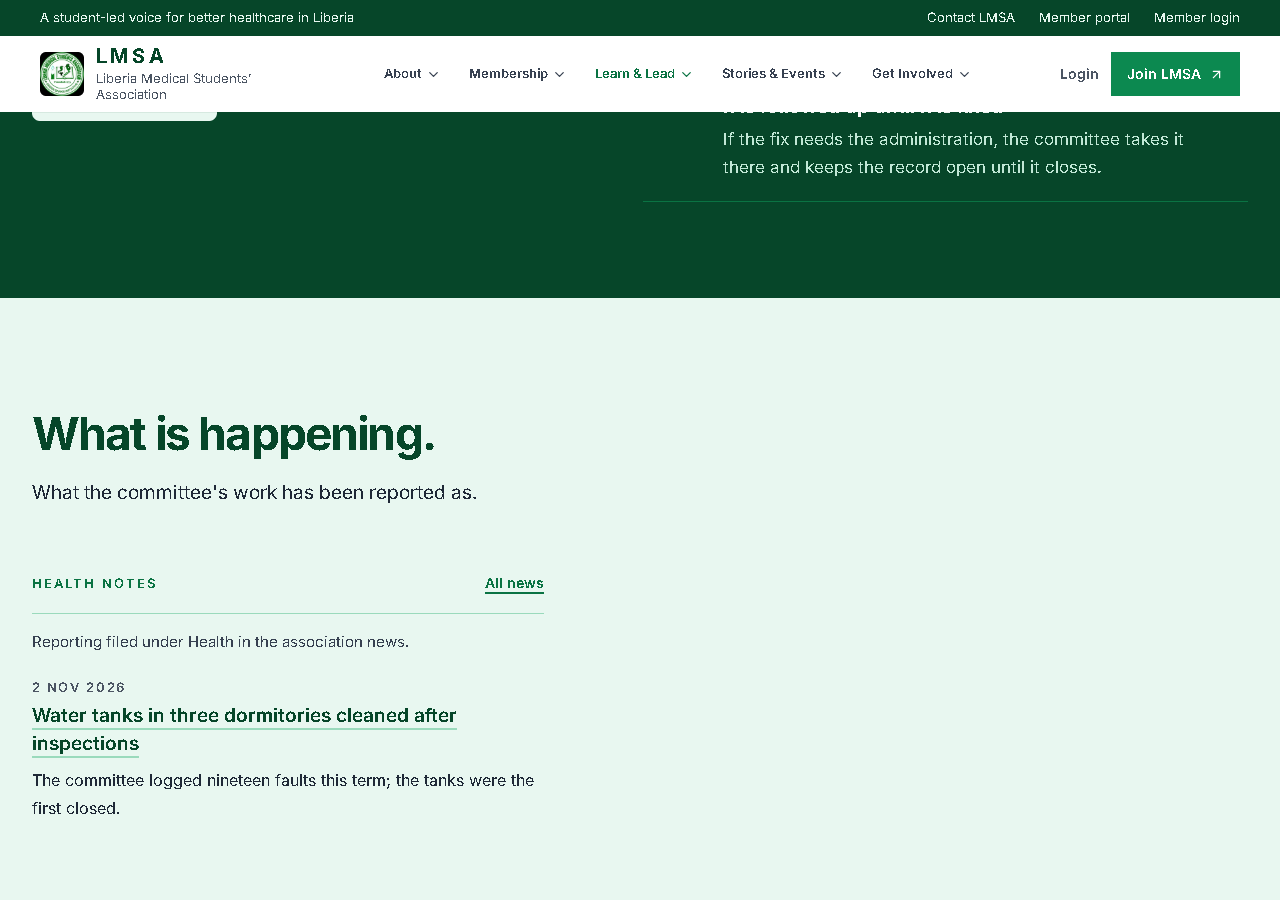 A student-led voice for better healthcare in Liberia
Contact LMSA
Member portal
Member login
LMSA
Liberia Medical Students’
Association
About
Membership
Learn & Lead
Stories & Events
Get Involved
Login
Join LMSA
If the fix needs the administration, the committee takes it
there and keeps the record open until it closes.
What is happening.
What the committee's work has been reported as.
HEALTH NOTES
All news
Reporting filed under Health in the association news.
2 NOV 2026
Water tanks in three dormitories cleaned after
inspections
The committee logged nineteen faults this term; the tanks were the
first closed.